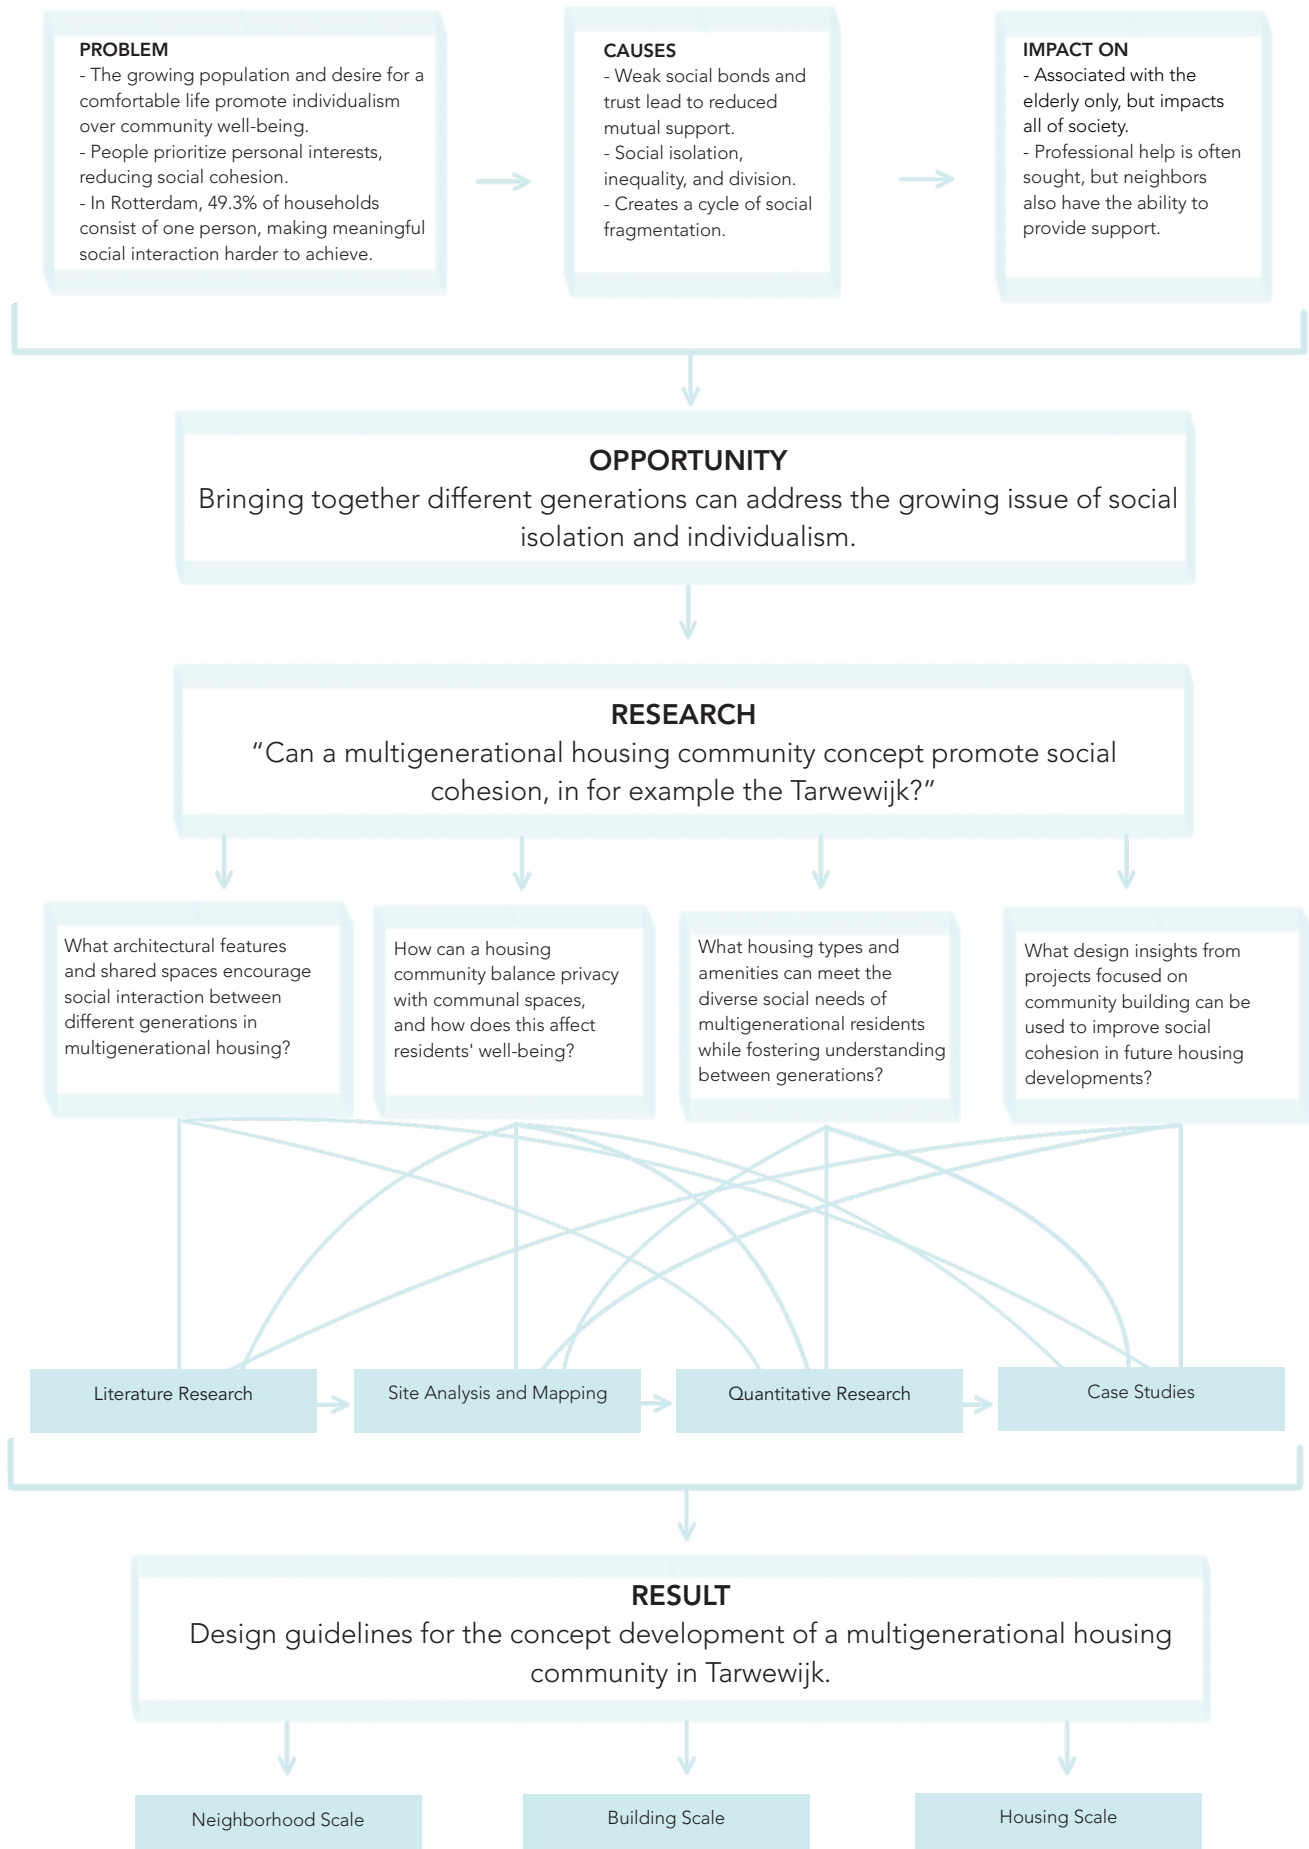 PROBLEM
- The growing population and desire for a
comfortable life promote individualism
over community well-being.
- People prioritize personal interests,
reducing social cohesion.
- In Rotterdam, 49.3% of households
consist of one person, making meaningful
social interaction harder to achieve.
CAUSES
- Weak social bonds and
trust lead to reduced
mutual support.
- Social isolation,
inequality, and division.
- Creates a cycle of social
fragmentation.
IMPACT ON
- Associated with the
elderly only, but impacts
all of society.
- Professional help is often
sought, but neighbors
also have the ability to
provide support.
OPPORTUNITY
Bringing together different generations can address the growing issue of social
isolation and individualism.
RESEARCH
“Can a multigenerational housing community concept promote social
cohesion, in for example the Tarwewijk?”
What architectural features
and shared spaces encourage
social interaction between
different generations in
multigenerational housing?
How can a housing
community balance privacy
with communal spaces,
and how does this affect
residents' well-being?
What housing types and
amenities can meet the
diverse social needs of
multigenerational residents
while fostering understanding
between generations?
What design insights from
projects focused on
community building can be
used to improve social
cohesion in future housing
developments?
Literature Research
Site Analysis and Mapping
Quantitative Research
Case Studies
RESULT
Design guidelines for the concept development of a multigenerational housing
community in Tarwewijk.
Neighborhood Scale
Building Scale
Housing Scale